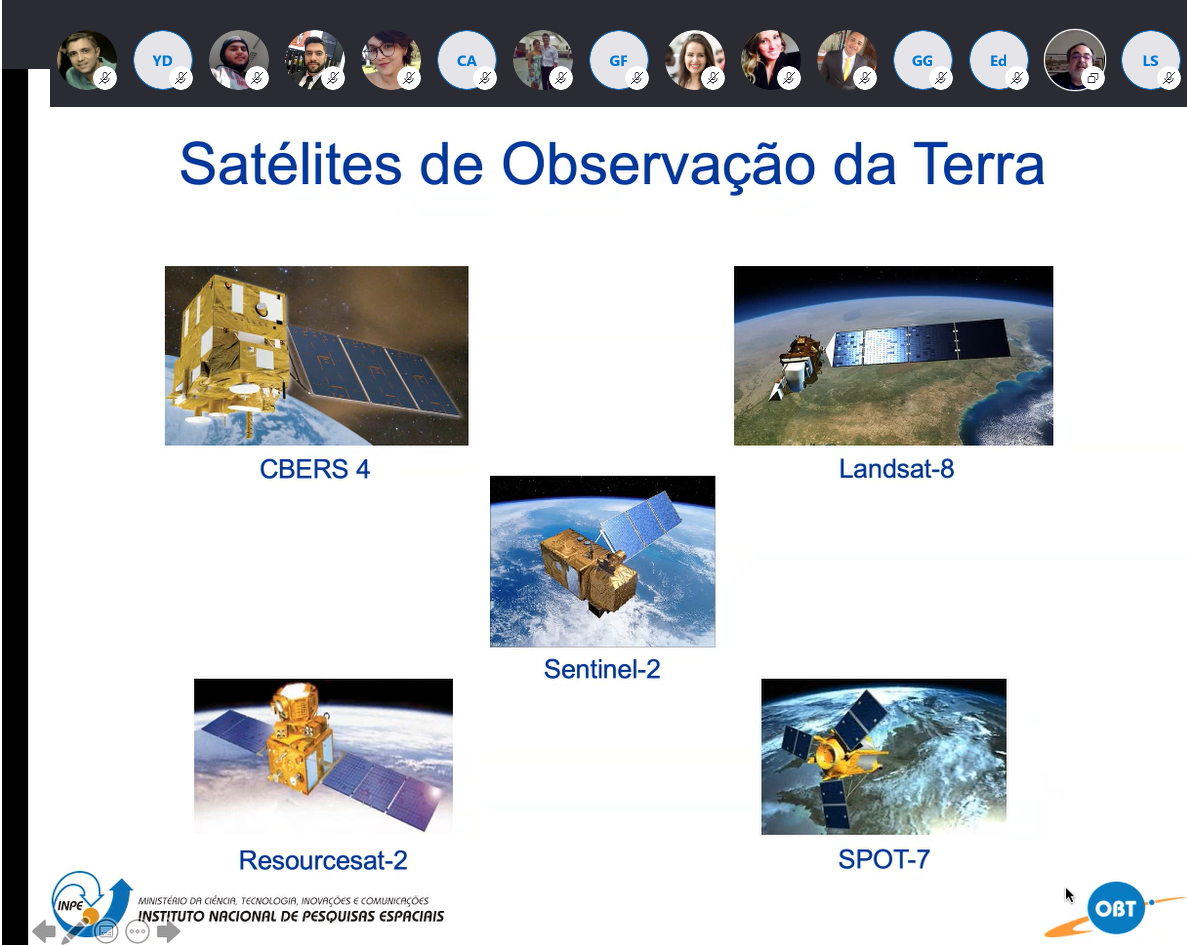 YD
CA
GF
GG
Ed
LS
Satélites de Observação da Terra
CBERS 4
Landsat-8
Sentinel-2
Resourcesat-2
SPOT-7
INPE
MINISTÉRIO DA CIÊNCIA, TECNOLOGIA, INOVAÇÕES E COMUNICAÇÕES
INSTITUTO NACIONAL DE PESQUISAS ESPACIAIS
OBT